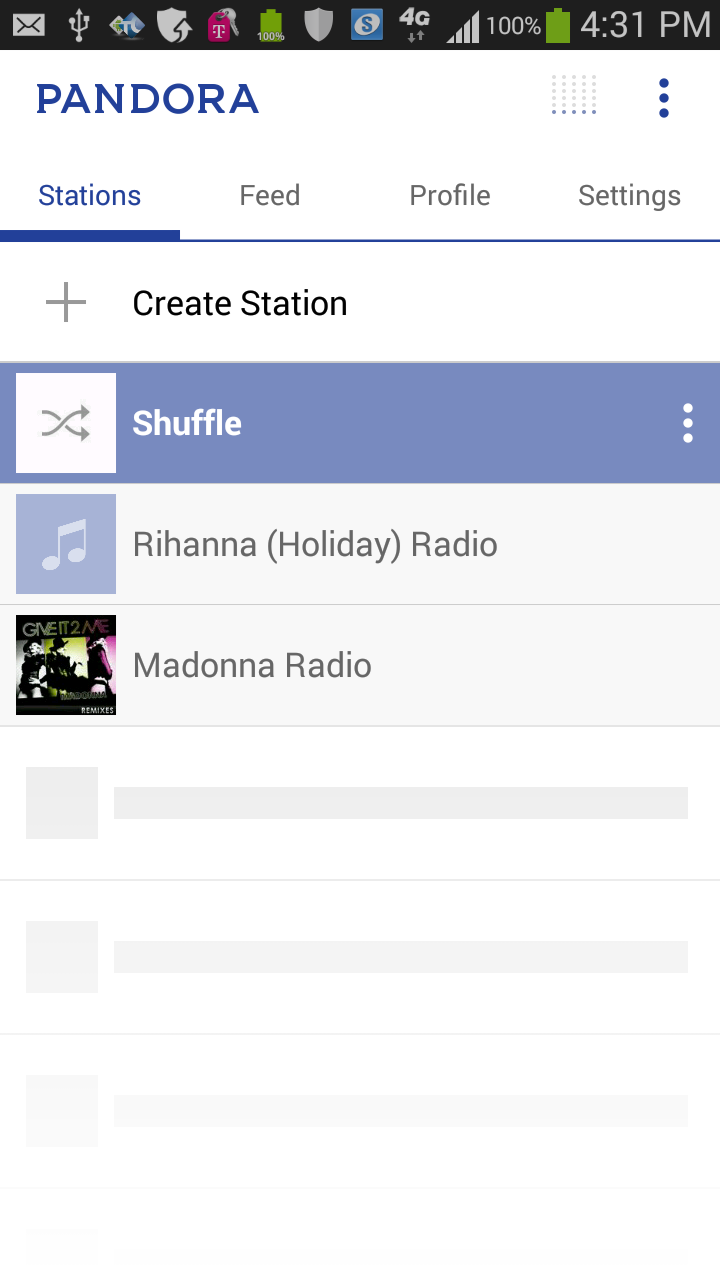 100% 4G 100% 4:31 PM
PANDORA
Stations Feed Profile Settings
Create Station
Shuffle
Rihanna (Holiday) Radio
GIVE IT 2 ME
MADONNA
REMIXES
Madonna Radio